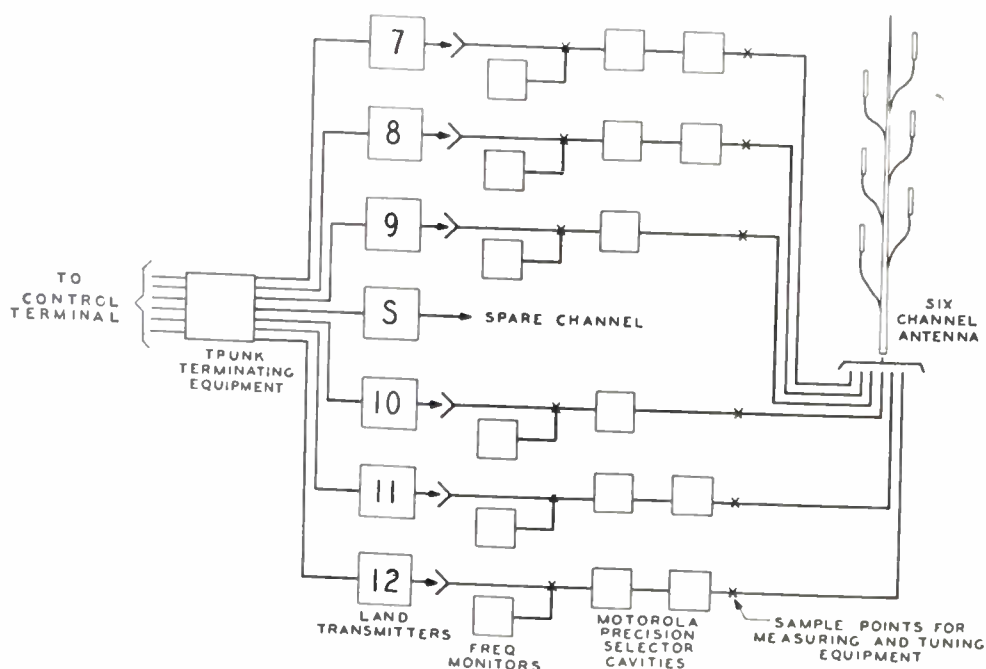 7
8
9
TO
CONTROL
TERMINAL
S
SPARE CHANNEL
SIX
CHANNEL
ANTENNA
TRUNK
TERMINATING
EQUIPMENT
10
11
12
LAND
TRANSMITTERS
FREQ
MONITORS
MOTOROLA
PRECISION
SELECTOR
CAVITIES
SAMPLE POINTS FOR
MEASURING AND TUNING
EQUIPMENT